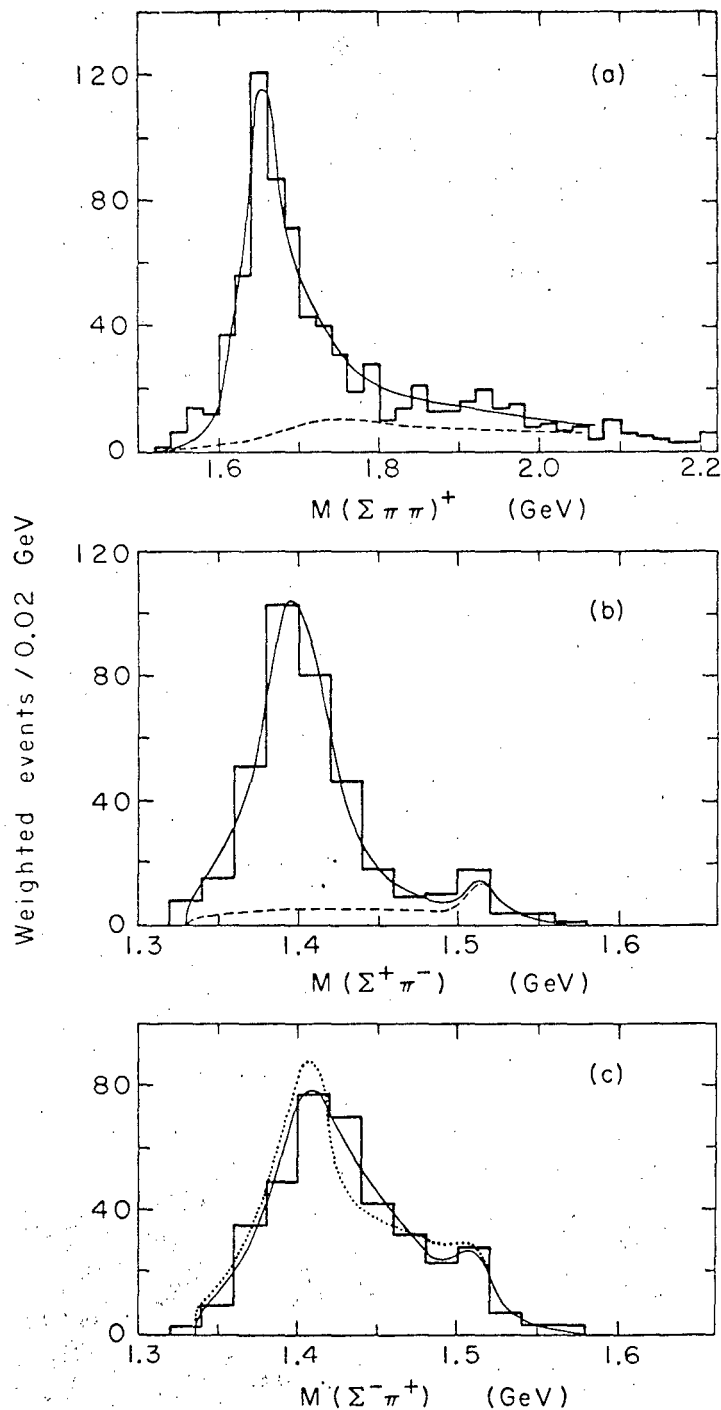 Weighted events / 0.02 GeV
120
80
40
0
(a)
1.6 1.8 2.0 2.2
M (Σππ)⁺ (GeV)
120
80
40
0
(b)
1.3 1.4 1.5 1.6
M (Σ⁺π⁻) (GeV)
80
40
0
(c)
1.3 1.4 1.5 1.6
M (Σ⁻π⁺) (GeV)